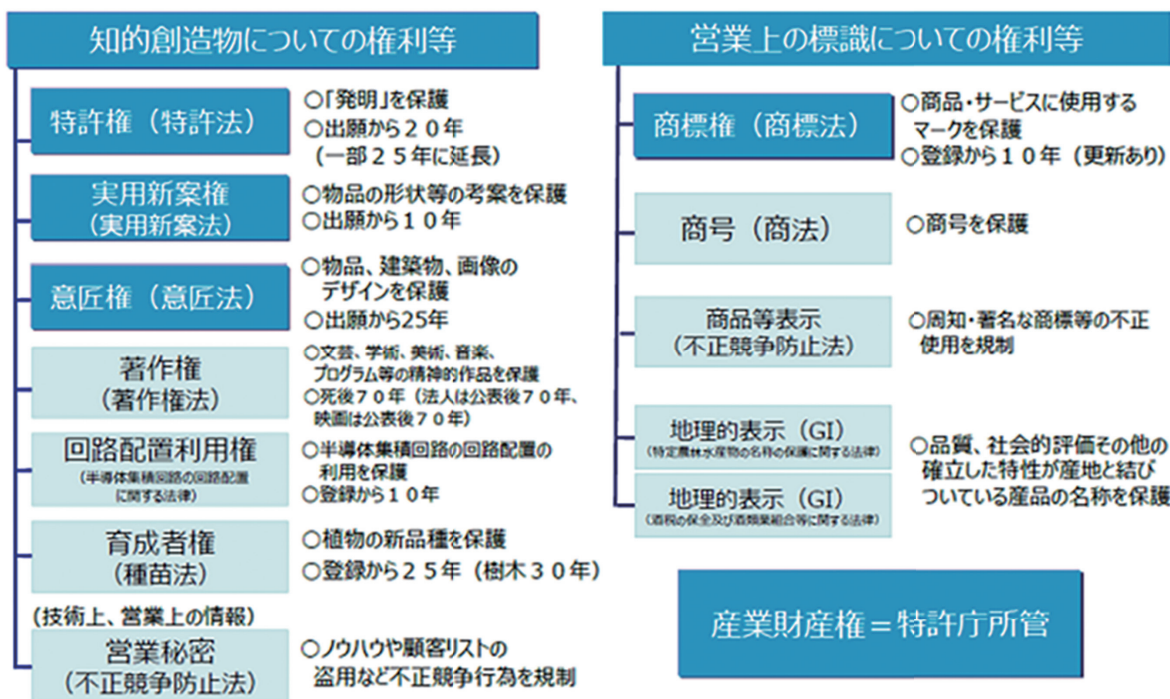 知的創造物についての権利等
特許権（特許法）
○「発明」を保護
○出願から２０年
(一部２５年に延長）
実用新案権
（実用新案法）
○物品の形状等の考案を保護
○出願から１０年
意匠権（意匠法）
○物品、建築物、画像の
デザインを保護
○出願から25年
著作権
（著作権法）
○文芸、学術、美術、音楽、
プログラム等の精神的作品を保護
○死後７０年（法人は公表後７０年、
映画は公表後７０年）
回路配置利用権
（半導体集積回路の回路配置
に関する法律）
○半導体集積回路の回路配置の
利用を保護
○登録から１０年
育成者権
（種苗法）
○植物の新品種を保護
○登録から２５年（樹木３０年）
(技術上、営業上の情報）
営業秘密
（不正競争防止法）
○ノウハウや顧客リストの
盗用など不正競争行為を規制
営業上の標識についての権利等
商標権（商標法）
○商品・サービスに使用する
マークを保護
○登録から１０年（更新あり）
商号（商法）
○商号を保護
商品等表示
（不正競争防止法）
○周知・著名な商標等の不正
使用を規制
地理的表示（GI）
（特定農林水産物の名称の保護に関する法律）
地理的表示（GI）
（酒税の保全及び酒類業組合等に関する法律）
○品質、社会的評価その他の
確立した特性が産地と結び
ついている産品の名称を保護
産業財産権＝特許庁所管